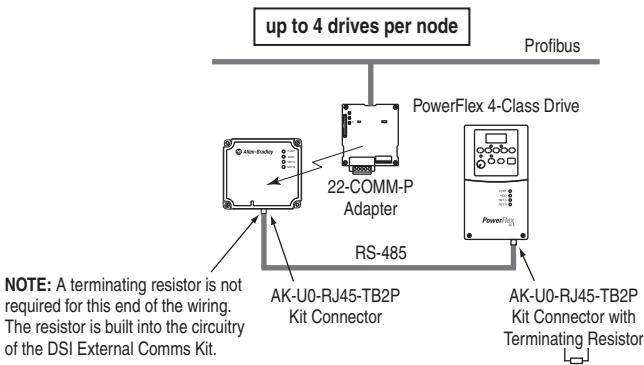 up to 4 drives per node
Profibus
PowerFlex 4-Class Drive
Allen-Bradley
22-COMM-P
Adapter
PowerFlex
RS-485
NOTE: A terminating resistor is not
required for this end of the wiring.
The resistor is built into the circuitry
of the DSI External Comms Kit.
AK-U0-RJ45-TB2P
Kit Connector
AK-U0-RJ45-TB2P
Kit Connector with
Terminating Resistor